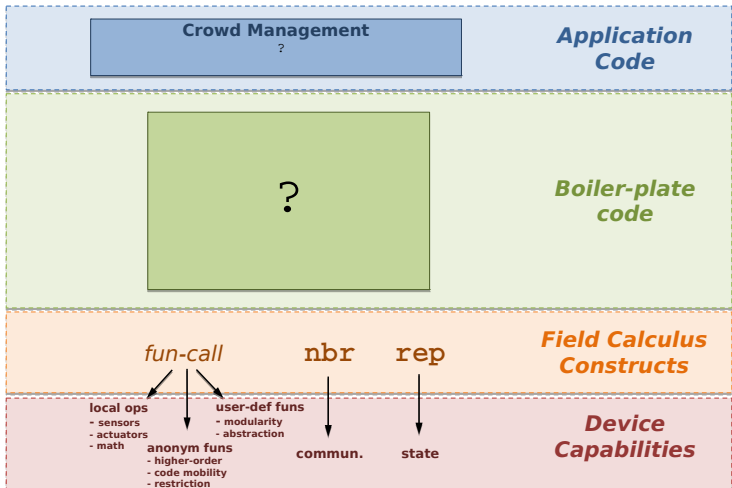 Crowd Management
?
Application
Code
?
Boiler-plate
code
fun-call
nbr
rep
Field Calculus
Constructs
local ops
- sensors
- actuators
- math
anonym funs
- higher-order
- code mobility
- restriction
user-def funs
- modularity
- abstraction
commun.
state
Device
Capabilities